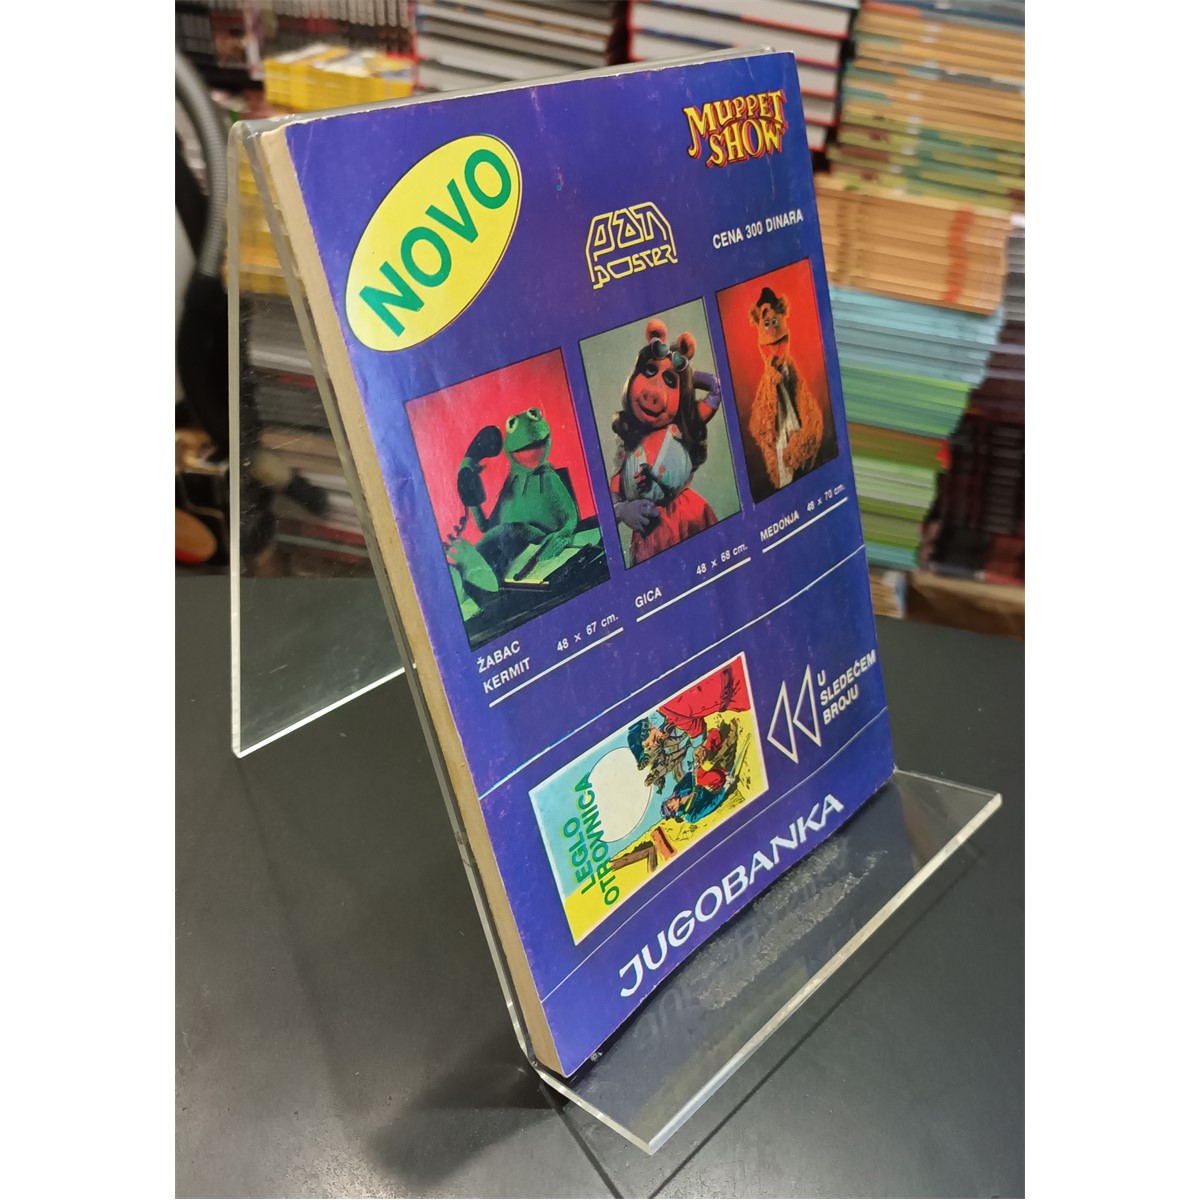 NOVO
MUPPET
SHOW
pan
poster
CENA 300 DINARA
ŽABAC
KERMIT
48 × 67 cm.
GICA
48 × 68 cm.
MEDONJA 48 × 70 cm.
LEGLO
OTROVNICA
U
SLEDEĆEM
BROJU
JUGOBANKA